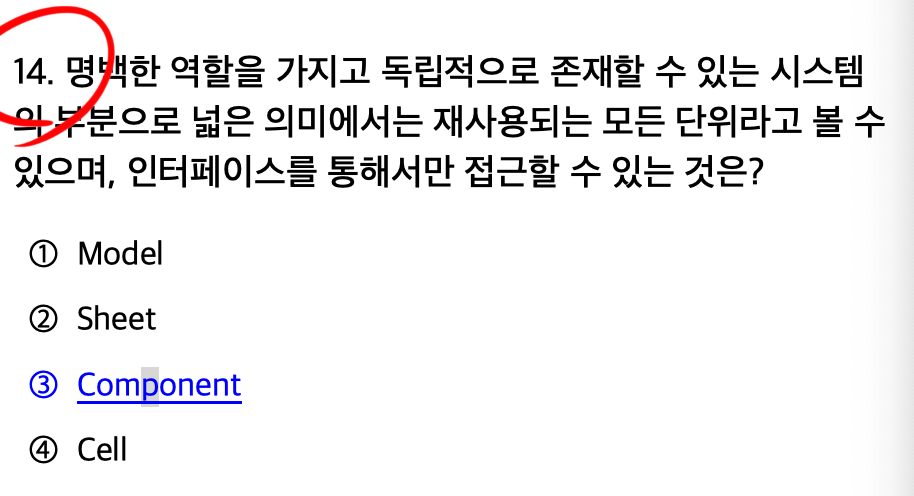 14. 명백한 역할을 가지고 독립적으로 존재할 수 있는 시스템
의 부분으로 넓은 의미에서는 재사용되는 모든 단위라고 볼 수
있으며, 인터페이스를 통해서만 접근할 수 있는 것은?
① Model
② Sheet
③ Component
④ Cell